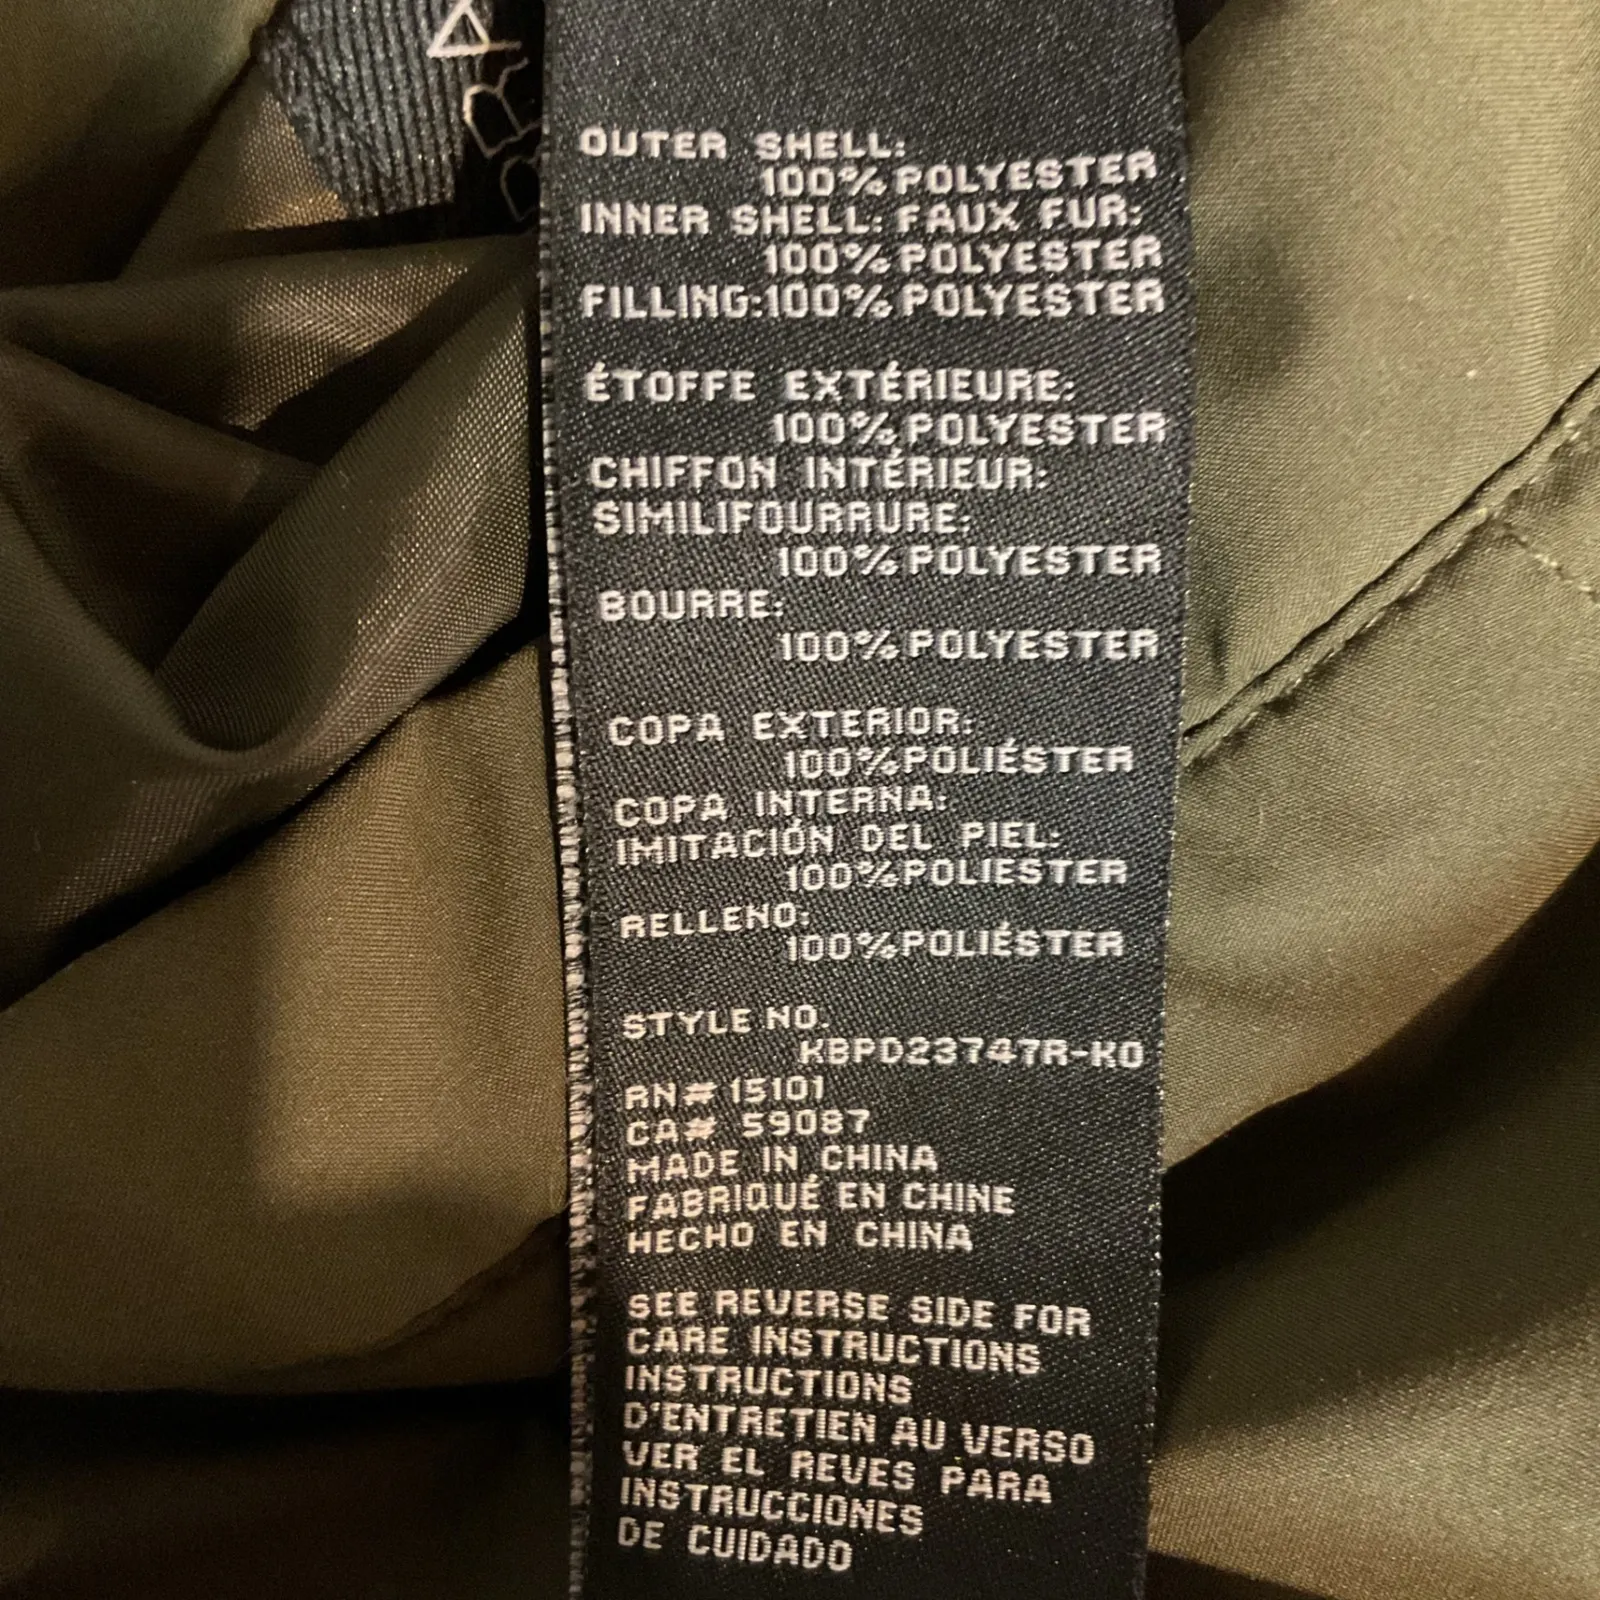 OUTER SHELL:
100% POLYESTER
INNER SHELL: FAUX FUR:
100% POLYESTER
FILLING:100% POLYESTER
ÉTOFFE EXTÉRIEURE:
100% POLYESTER
CHIFFON INTÉRIEUR:
SIMILIFOURRURE:
100% POLYESTER
BOURRE:
100% POLYESTER
COPA EXTERIOR:
100% POLIÉSTER
COPA INTERNA:
IMITACIÓN DEL PIEL:
100% POLIESTER
RELLENO:
100% POLIÉSTER
STYLE NO.
KBPD23747R-KO
RN# 15101
CA# 59087
MADE IN CHINA
FABRIQUÉ EN CHINE
HECHO EN CHINA
SEE REVERSE SIDE FOR
CARE INSTRUCTIONS
INSTRUCTIONS
D'ENTRETIEN AU VERSO
VER EL REVES PARA
INSTRUCCIONES
DE CUIDADO